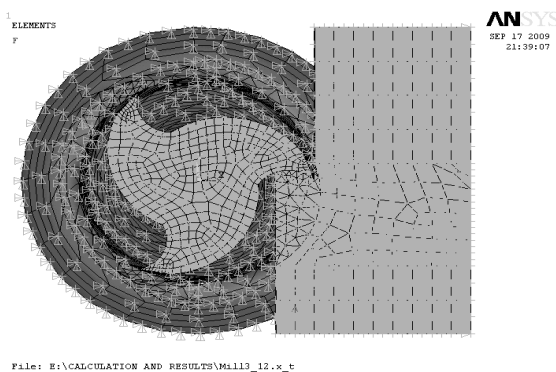 1
ELEMENTS
F
ANSYS
SEP 17 2009
21:39:07
File: E:\CALCULATION AND RESULTS\Mill3_12.x_t